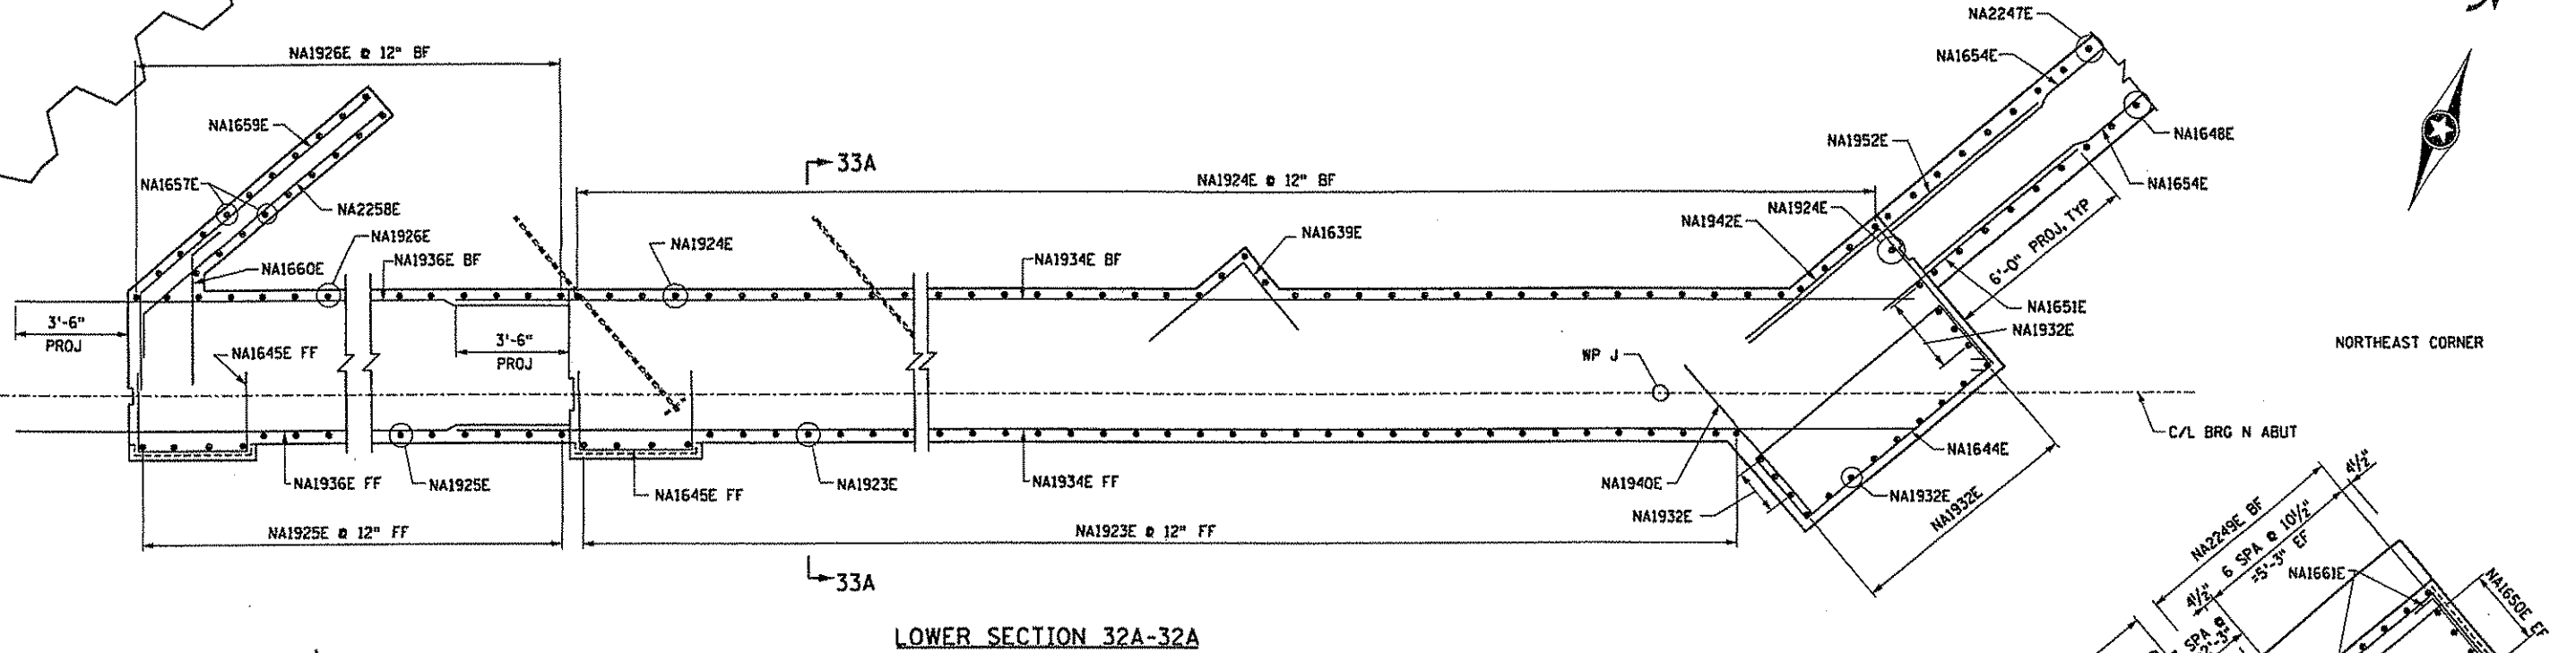 NA2247E
NA1926E @ 12" BF
NA1654E
NA1659E
NA1648E
NA1952E
33A
NA1924E @ 12" BF
NA1657E
NA1654E
NA2258E
NA1924E
NA1942E
NA1926E
NA1924E
NA1639E
NA1936E BF
NA1934E BF
NA1660E
6'-0" PROJ, TYP
NA1651E
3'-6"
PROJ
NA1932E
3'-6"
PROJ
NA1645E FF
WP J
NORTHEAST CORNER
C/L BRG N ABUT
NA1644E
NA1936E FF
NA1925E
NA1645E FF
NA1923E
NA1934E FF
NA1940E
NA1932E
NA1932E
NA1932E
NA1925E @ 12" FF
NA1923E @ 12" FF
33A
4½"
NA2249E BF
6 SPA @ 10½"
=5'-3" EF
NA1661E
NA1650E EF
4½"
SPA @
2'-3"
LOWER SECTION 32A-32A